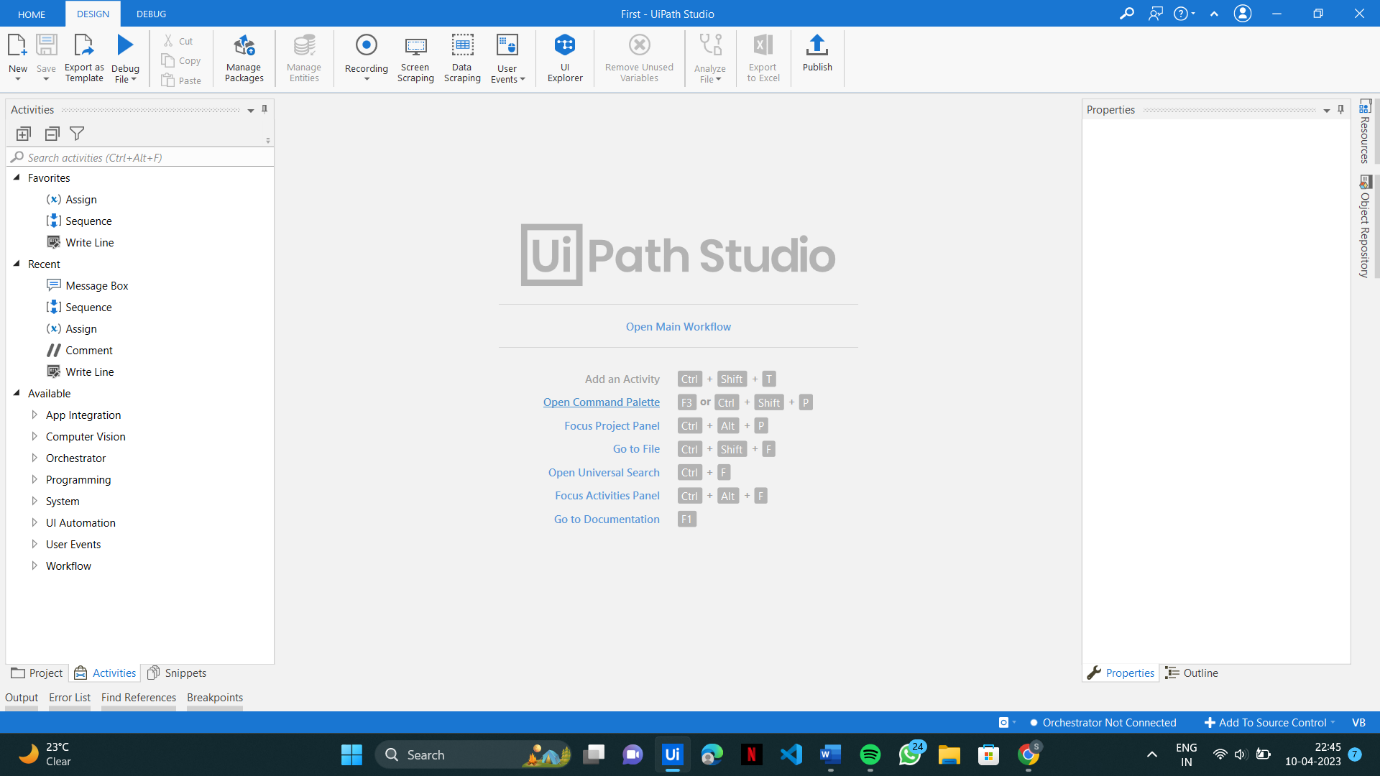 HOME DESIGN DEBUG First - UiPath Studio
New Save Export as Template Debug File Cut Copy Paste Manage Packages Manage Entities Recording Screen Scraping Data Scraping User Events UI Explorer Remove Unused Variables Analyze File Export to Excel Publish
Activities
Search activities (Ctrl+Alt+F)
Favorites
Assign
Sequence
Write Line
Recent
Message Box
Sequence
Assign
Comment
Write Line
Available
App Integration
Computer Vision
Orchestrator
Programming
System
UI Automation
User Events
Workflow
Project Activities Snippets
UiPath Studio
Open Main Workflow
Add an Activity Ctrl + Shift + T
Open Command Palette F3 or Ctrl + Shift + P
Focus Project Panel Ctrl + Alt + P
Go to File Ctrl + Shift + F
Open Universal Search Ctrl + F
Focus Activities Panel Ctrl + Alt + F
Go to Documentation F1
Properties
Properties Outline
Resources
Object Repository
Output Error List Find References Breakpoints
Orchestrator Not Connected Add To Source Control VB
23°C
Clear
Search
Ui
N
24
S
ENG
IN
22:45
10-04-2023
7